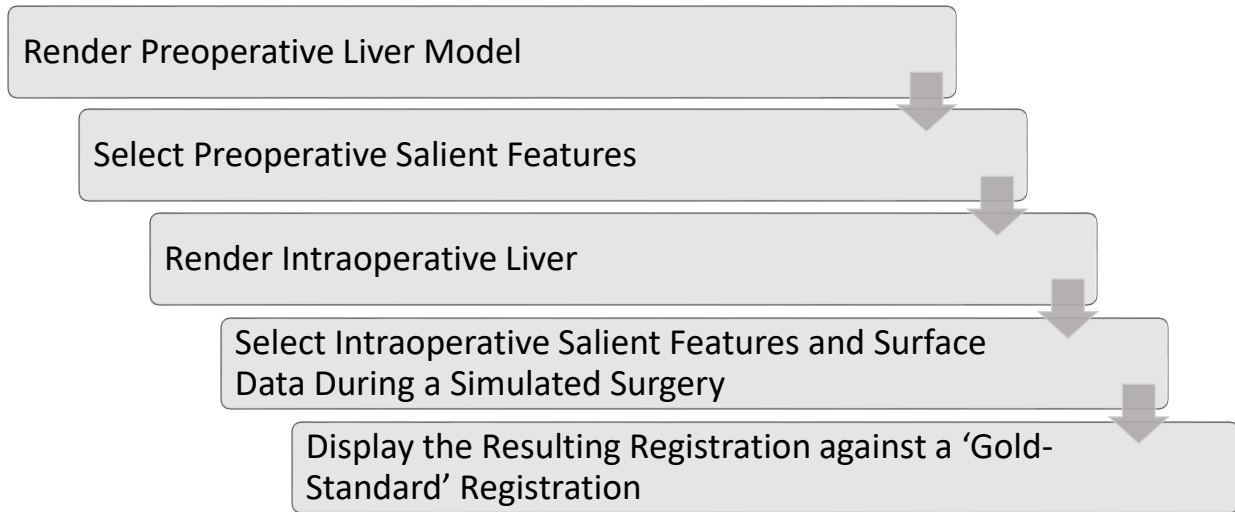 Render Preoperative Liver Model
Select Preoperative Salient Features
Render Intraoperative Liver
Select Intraoperative Salient Features and Surface
Data During a Simulated Surgery
Display the Resulting Registration against a ‘Gold-
Standard’ Registration